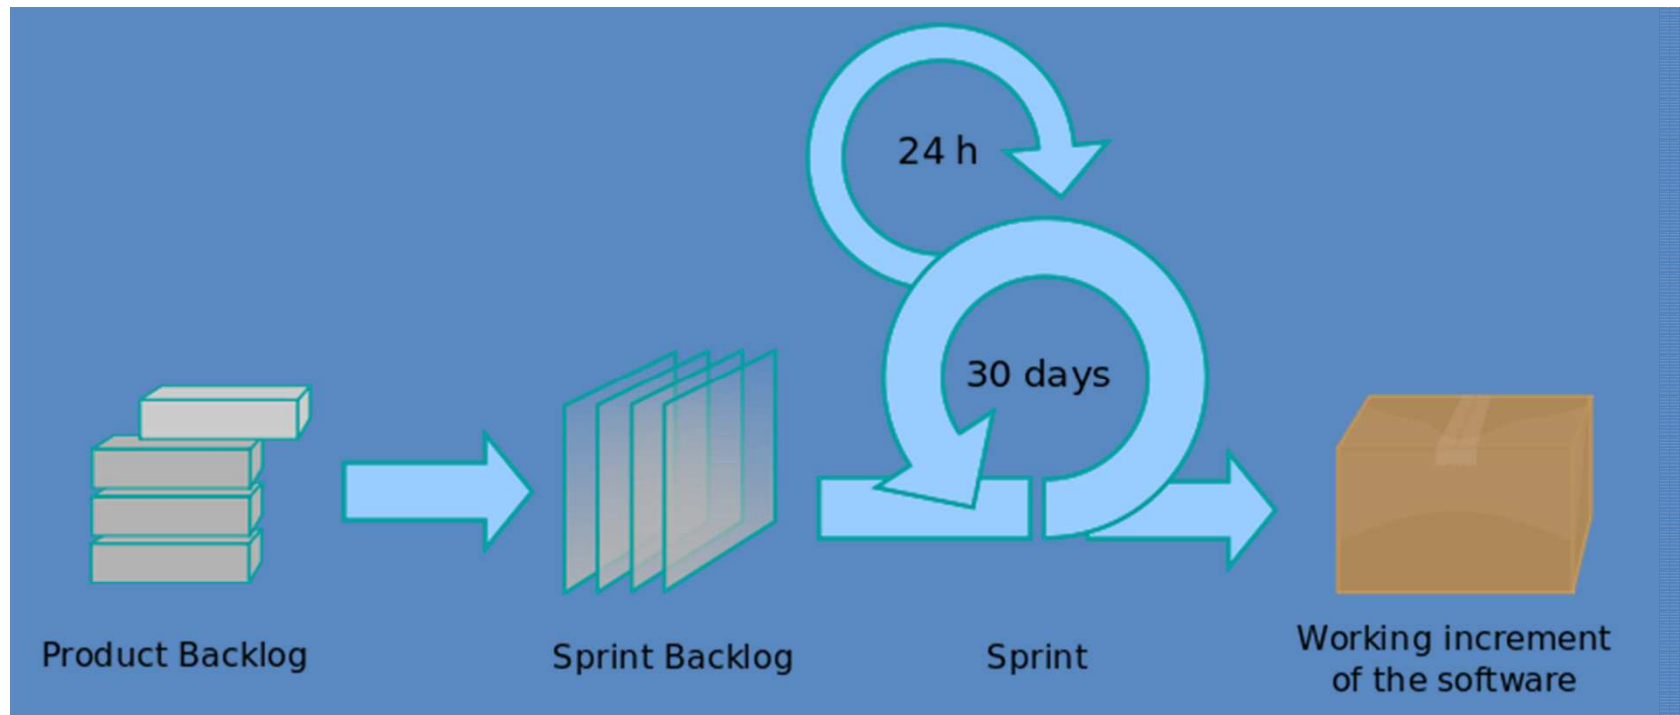 24 h
30 days
Product Backlog
Sprint Backlog
Sprint
Working increment
of the software